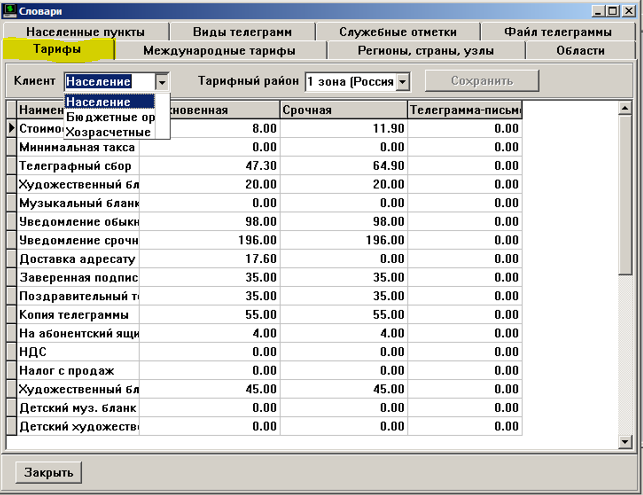 Словари
Населенные пункты Виды телеграмм Служебные отметки Файл телеграммы
Тарифы Международные тарифы Регионы, страны, узлы Области
Клиент Население Тарифный район 1 зона (Россия Сохранить
Население
Бюджетные ор
Хозрасчетные
Наимен новенная Срочная Телеграмма-письмо
Стоимос 8.00 11.90 0.00
Минимальная такса 0.00 0.00 0.00
Телеграфный сбор 47.30 64.90 0.00
Художественный бл 20.00 20.00 0.00
Музыкальный бланк 0.00 0.00 0.00
Уведомление обыкн 98.00 98.00 0.00
Уведомление срочн 196.00 196.00 0.00
Доставка адресату 17.60 0.00 0.00
Заверенная подпис 35.00 35.00 0.00
Поздравительный т 35.00 35.00 0.00
Копия телеграммы 55.00 55.00 0.00
На абонентский ящи 4.00 4.00 0.00
НДС 0.00 0.00 0.00
Налог с продаж 0.00 0.00 0.00
Художественный бл 45.00 45.00 0.00
Детский муз. бланк 0.00 0.00 0.00
Детский художеств 0.00 0.00 0.00
Закрыть